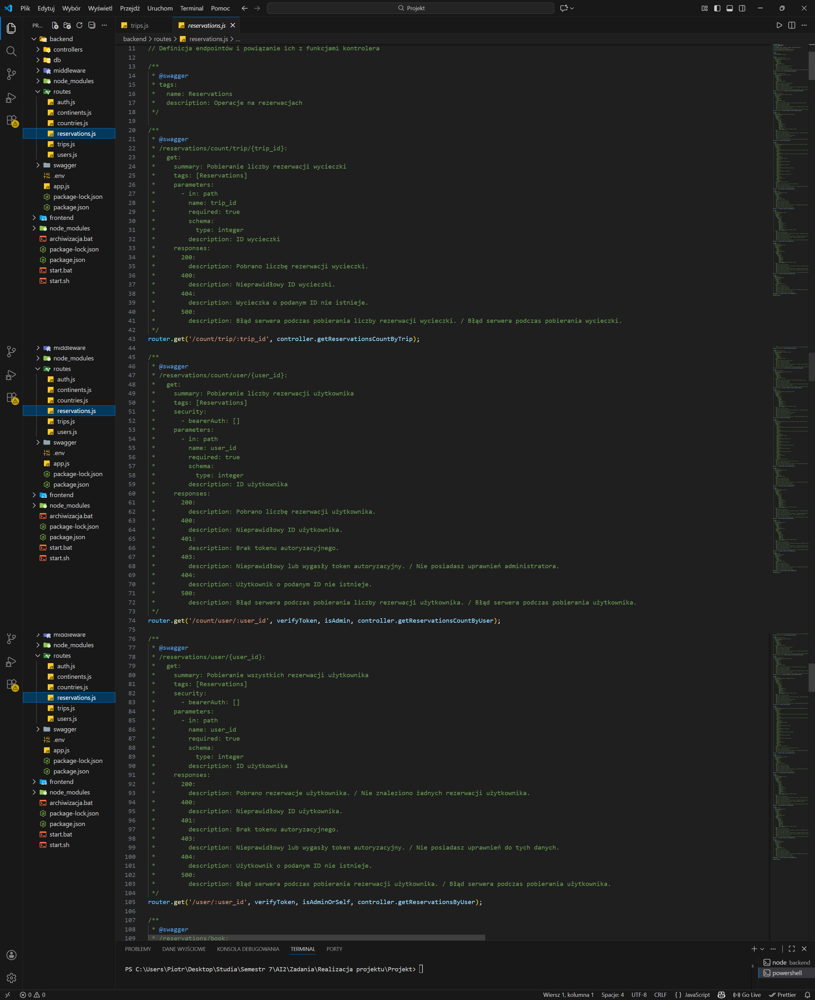 Plik Edytuj Wybór Wyświetl Przejdź Uruchom Terminal Pomoc
Projekt
PR...
backend
controllers
db
middleware
node_modules
routes
auth.js
continents.js
countries.js
reservations.js
trips.js
users.js
swagger
.env
app.js
package-lock.json
package.json
frontend
node_modules
archiwizacja.bat
package-lock.json
package.json
start.bat
start.sh
middleware
node_modules
routes
auth.js
continents.js
countries.js
reservations.js
trips.js
users.js
swagger
.env
app.js
package-lock.json
package.json
frontend
node_modules
archiwizacja.bat
package-lock.json
package.json
start.bat
start.sh
middleware
node_modules
routes
auth.js
continents.js
countries.js
reservations.js
trips.js
users.js
swagger
.env
app.js
package-lock.json
package.json
frontend
node_modules
archiwizacja.bat
package-lock.json
package.json
start.bat
start.sh
trips.js
reservations.js
backend > routes > reservations.js > ...
11 // Definicja endpointów i powiązanie ich z funkcjami kontrolera
12
13 /**
14 * @swagger
15 * tags:
16 *   name: Reservations
17 *   description: Operacje na rezerwacjach
18 */
19
20 /**
21 * @swagger
22 * /reservations/count/trip/{trip_id}:
23 *   get:
24 *     summary: Pobieranie liczby rezerwacji wycieczki
25 *     tags: [Reservations]
26 *     parameters:
27 *       - in: path
28 *         name: trip_id
29 *         required: true
30 *         schema:
31 *           type: integer
32 *         description: ID wycieczki
33 *     responses:
34 *       200:
35 *         description: Pobrano liczbę rezerwacji wycieczki.
36 *       400:
37 *         description: Nieprawidłowy ID wycieczki.
38 *       404:
39 *         description: Wycieczka o podanym ID nie istnieje.
40 *       500:
41 *         description: Błąd serwera podczas pobierania liczby rezerwacji wycieczki. / Błąd serwera podczas pobierania wycieczki.
42 */
43 router.get('/count/trip/:trip_id', controller.getReservationsCountByTrip);
44
45 /**
46 * @swagger
47 * /reservations/count/user/{user_id}:
48 *   get:
49 *     summary: Pobieranie liczby rezerwacji użytkownika
50 *     tags: [Reservations]
51 *     security:
52 *       - bearerAuth: []
53 *     parameters:
54 *       - in: path
55 *         name: user_id
56 *         required: true
57 *         schema:
58 *           type: integer
59 *         description: ID użytkownika
60 *     responses:
61 *       200:
62 *         description: Pobrano liczbę rezerwacji użytkownika.
63 *       400:
64 *         description: Nieprawidłowy ID użytkownika.
65 *       401:
66 *         description: Brak tokenu autoryzacyjnego.
67 *       403:
68 *         description: Nieprawidłowy lub wygasły token autoryzacyjny. / Nie posiadasz uprawnień administratora.
69 *       404:
70 *         description: Użytkownik o podanym ID nie istnieje.
71 *       500:
72 *         description: Błąd serwera podczas pobierania liczby rezerwacji użytkownika. / Błąd serwera podczas pobierania użytkownika.
73 */
74 router.get('/count/user/:user_id', verifyToken, isAdmin, controller.getReservationsCountByUser);
75
76 /**
77 * @swagger
78 * /reservations/user/{user_id}:
79 *   get:
80 *     summary: Pobieranie wszystkich rezerwacji użytkownika
81 *     tags: [Reservations]
82 *     security:
83 *       - bearerAuth: []
84 *     parameters:
85 *       - in: path
86 *         name: user_id
87 *         required: true
88 *         schema:
89 *           type: integer
90 *         description: ID użytkownika
91 *     responses:
92 *       200:
93 *         description: Pobrano rezerwacje użytkownika. / Nie znaleziono żadnych rezerwacji użytkownika.
94 *       400:
95 *         description: Nieprawidłowy ID użytkownika.
96 *       401:
97 *         description: Brak tokenu autoryzacyjnego.
98 *       403:
99 *         description: Nieprawidłowy lub wygasły token autoryzacyjny. / Nie posiadasz uprawnień do tych danych.
100 *       404:
101 *         description: Użytkownik o podanym ID nie istnieje.
102 *       500:
103 *         description: Błąd serwera podczas pobierania rezerwacji użytkownika. / Błąd serwera podczas pobierania użytkownika.
104 */
105 router.get('/user/:user_id', verifyToken, isAdminOrSelf, controller.getReservationsByUser);
106
107 /**
108 * @swagger
109 * /reservations/book:
PROBLEMY DANE WYJŚCIOWE KONSOLA DEBUGOWANIA TERMINAL PORTY
PS C:\Users\Piotr\Desktop\Studia\Semestr 7\AI2\Zadania\Realizacja projektu\Projekt>
node backend
powershell
0 0
Wiersz 1, kolumna 1 Spacje: 4 UTF-8 CRLF { } JavaScript Go Live Prettier